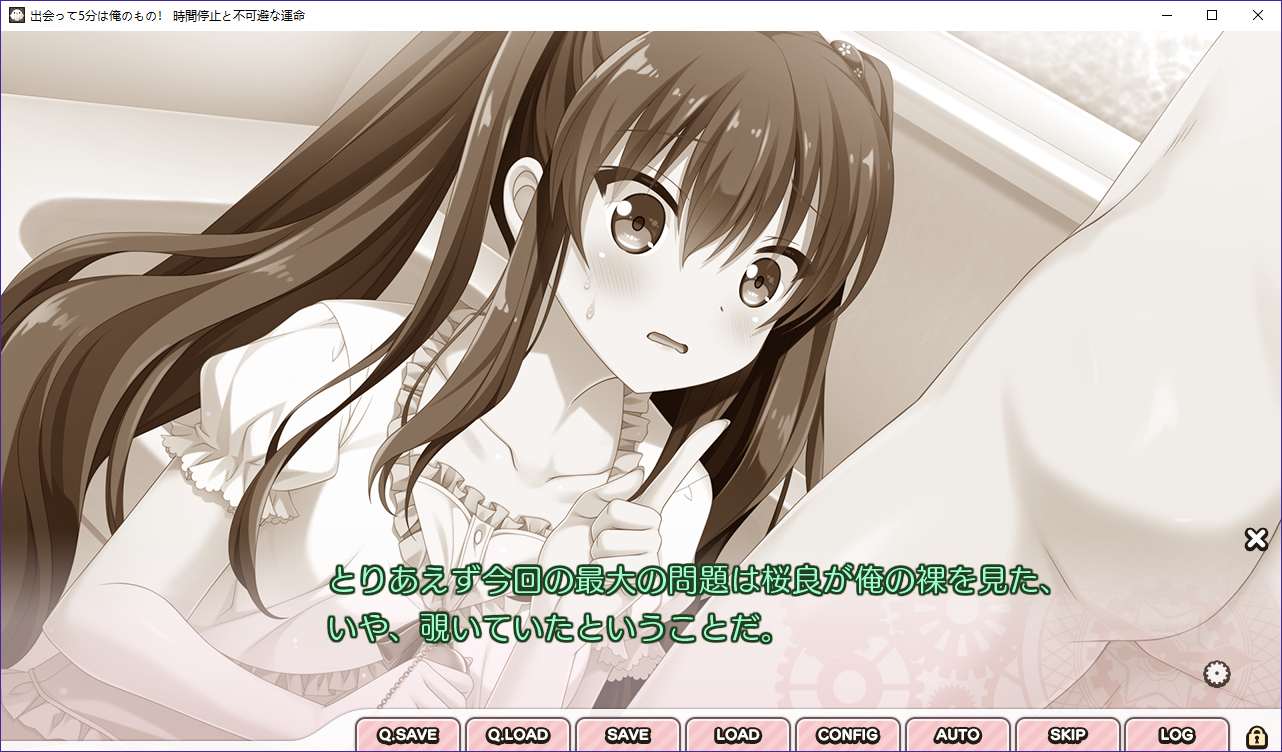 出会って5分は俺のもの! 時間停止と不可避な運命
とりあえず今回の最大の問題は桜良が俺の裸を見た、
いや、覗いていたということだ。
Q.SAVE Q.LOAD SAVE LOAD CONFIG AUTO SKIP LOG